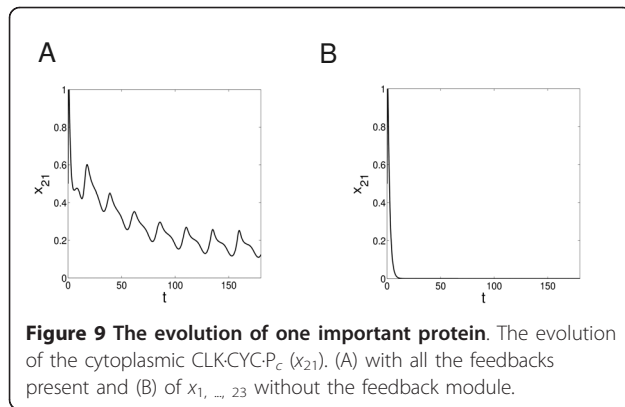 A
B
1
0.8
0.6
0.4
0.2
0
x₂₁
0 50 100 150
t
1
0.8
0.6
0.4
0.2
0
x₂₁
0 50 100 150
t
Figure 9 The evolution of one important protein. The evolution
of the cytoplasmic CLK·CYC·P꜀ (x₂₁). (A) with all the feedbacks
present and (B) of x₁, ..., ₂₃ without the feedback module.